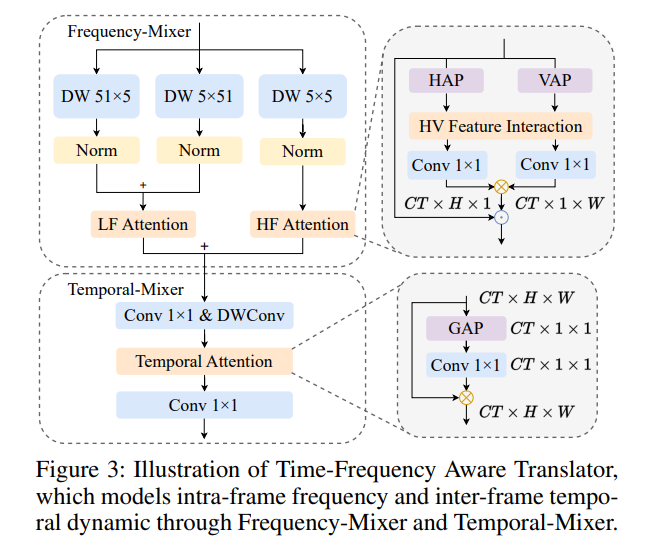 Frequency-Mixer
DW 51×5
DW 5×51
DW 5×5
Norm
Norm
Norm
+
LF Attention
HF Attention
+
Temporal-Mixer
Conv 1×1 & DWConv
Temporal Attention
Conv 1×1
HAP
VAP
HV Feature Interaction
Conv 1×1
Conv 1×1
CT × H × 1
CT × 1 × W
CT × H × W
GAP
CT × 1 × 1
Conv 1×1
CT × 1 × 1
CT × H × W
Figure 3: Illustration of Time-Frequency Aware Translator,
which models intra-frame frequency and inter-frame tempo-
ral dynamic through Frequency-Mixer and Temporal-Mixer.